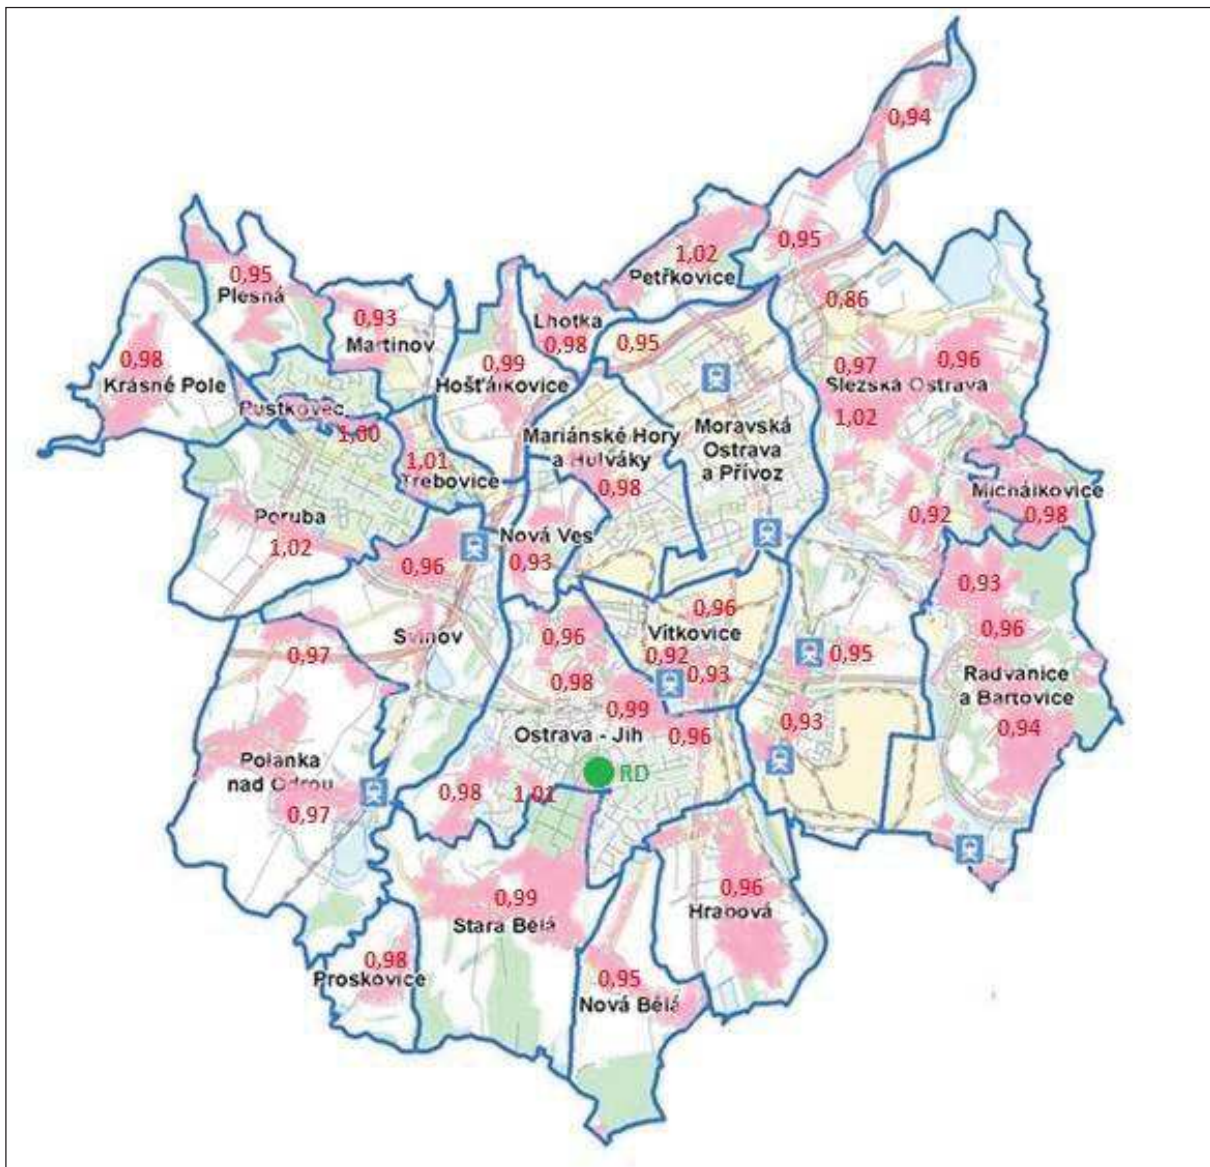 0,94
0,95
1,02
Petřkovice
0,95
Plesná
0,93
Martinov
Lhotka
0,98
0,95
0,86
0,98
Krásné Pole
0,99
Hošťálkovice
0,97
0,96
Slezská Ostrava
1,02
Pustkovec
1,00
Mariánské Hory
a Hulváky
0,98
Moravská
Ostrava
a Přívoz
1,01
Třebovice
Michálkovice
0,98
0,92
Poruba
1,02
0,96
Nová Ves
0,93
0,93
0,96
Radvanice
a Bartovice
0,94
0,96
Vítkovice
0,92
0,93
0,95
0,93
Svinov
0,97
0,96
0,98
0,99
Ostrava - Jih
0,96
RD
0,98
1,01
Polanka
nad Odrou
0,97
0,99
Stará Bělá
0,96
Hrabová
0,98
Proskovice
0,95
Nová Bělá